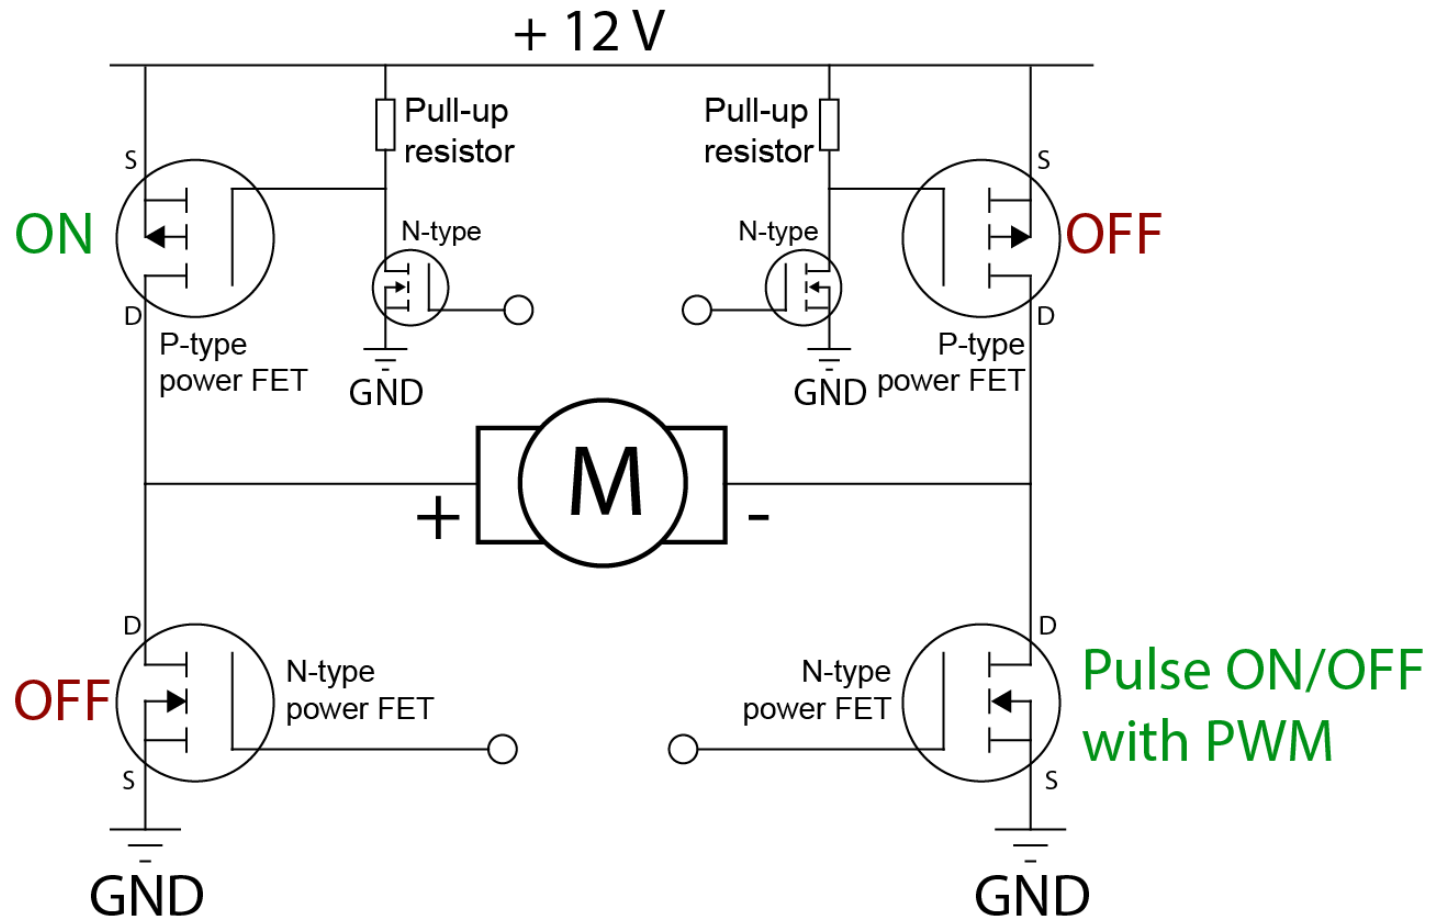 + 12 V
Pull-up
resistor
Pull-up
resistor
S
S
ON
N-type
N-type
OFF
D
D
P-type
power FET
P-type
power FET
GND
GND
M
+
-
D
D
OFF
N-type
power FET
N-type
power FET
Pulse ON/OFF
with PWM
S
S
GND
GND